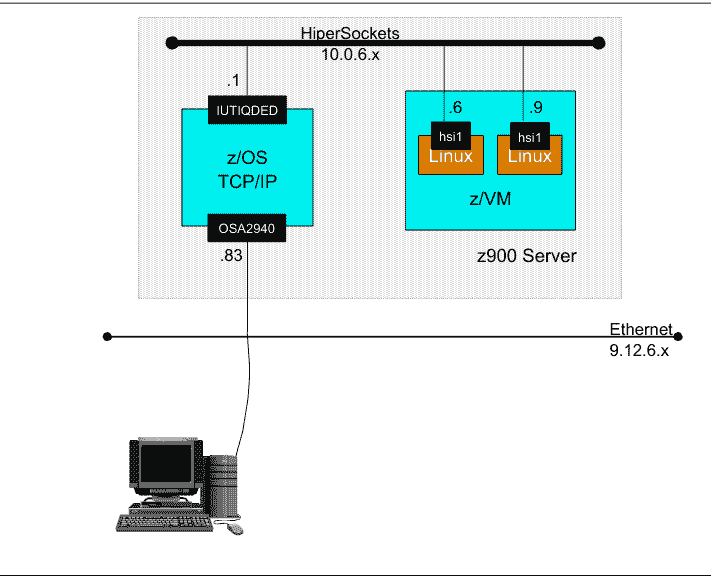 HiperSockets
10.0.6.x
.1
.6
.9
IUTIQDED
hsi1
hsi1
z/OS
TCP/IP
Linux
Linux
z/VM
OSA2940
.83
z900 Server
Ethernet
9.12.6.x